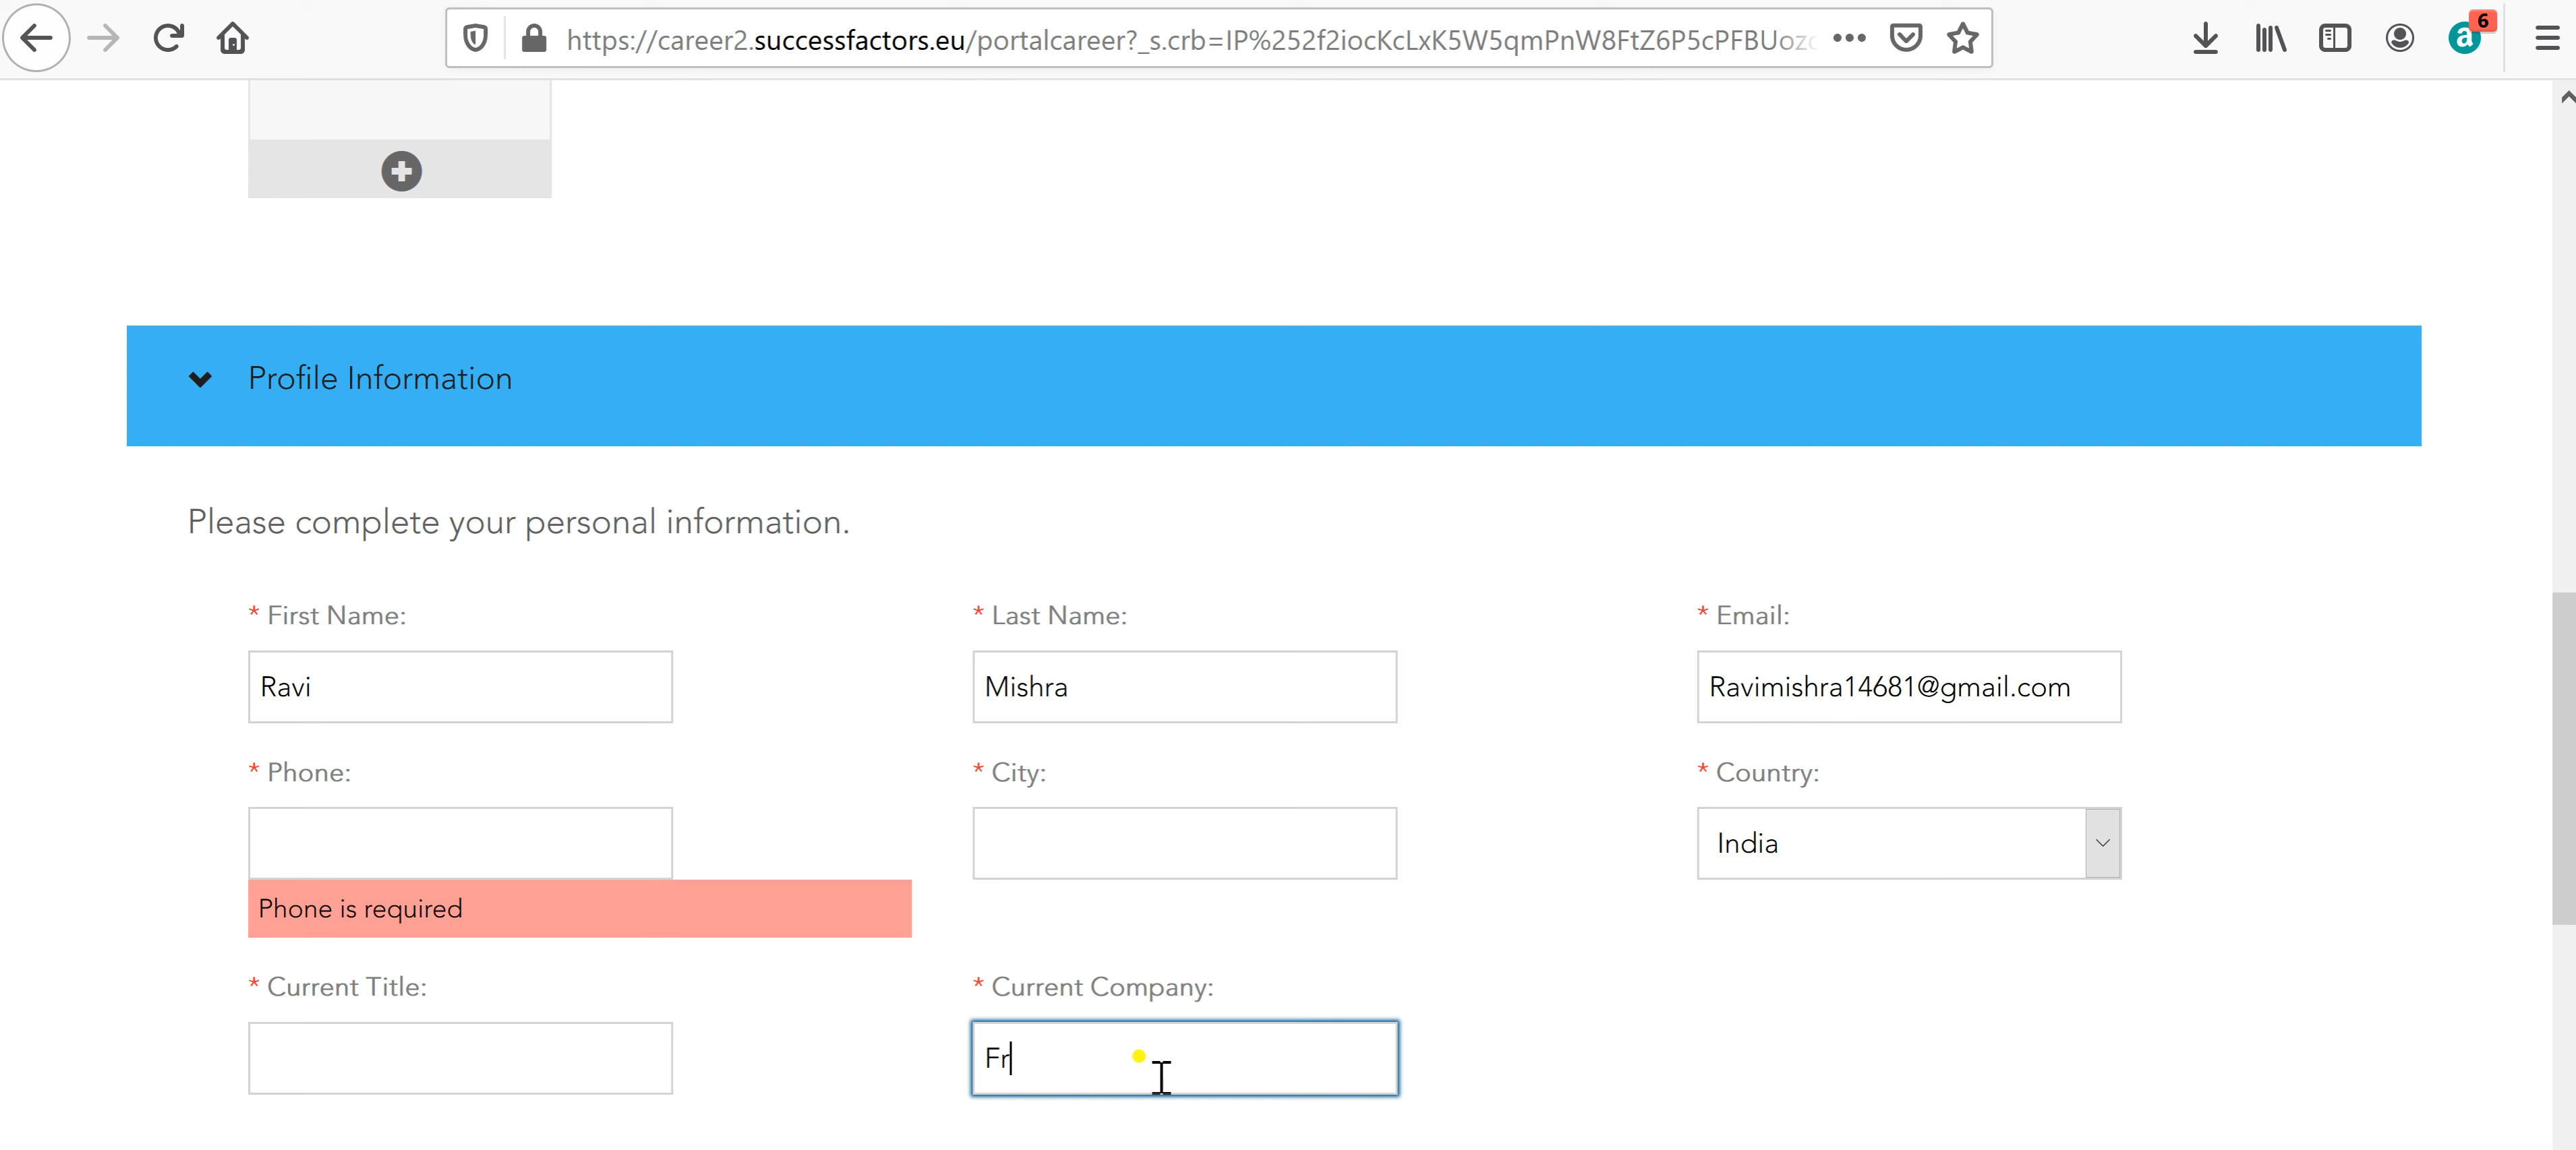 https://career2.successfactors.eu/portalcareer?_s.crb=IP%252f2iocKcLxK5W5qmPnW8FtZ6P5cPFBUoz
a 6
Profile Information
Please complete your personal information.
* First Name: * Last Name: * Email:
Ravi Mishra Ravimishra14681@gmail.com
* Phone: * City: * Country:
India
Phone is required
* Current Title: * Current Company:
Fr